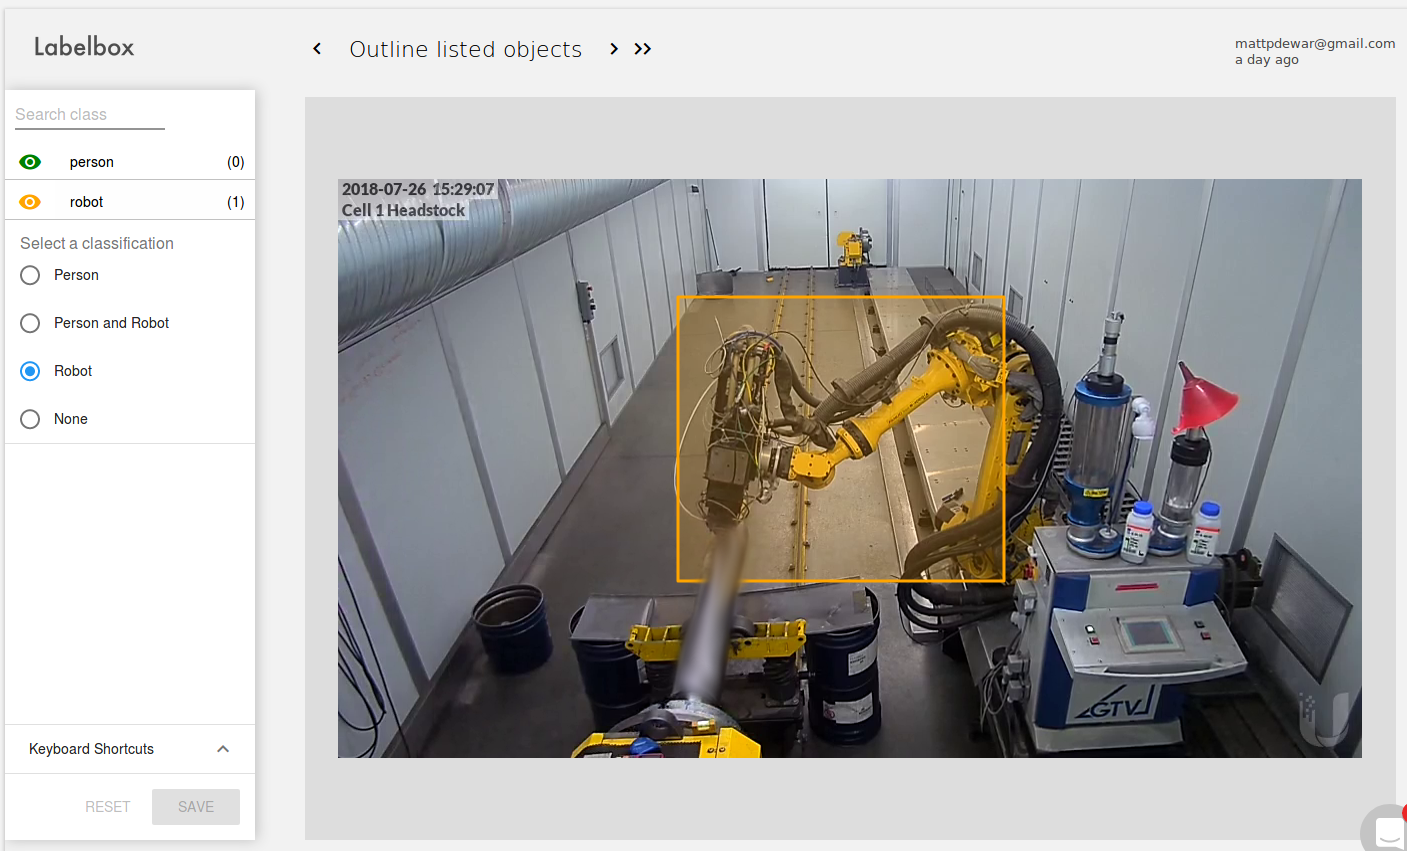 Labelbox
Outline listed objects
mattpdewar@gmail.com
a day ago
Search class
person (0)
robot (1)
Select a classification
Person
Person and Robot
Robot
None
Keyboard Shortcuts
RESET SAVE
2018-07-26 15:29:07
Cell 1 Headstock
GTV